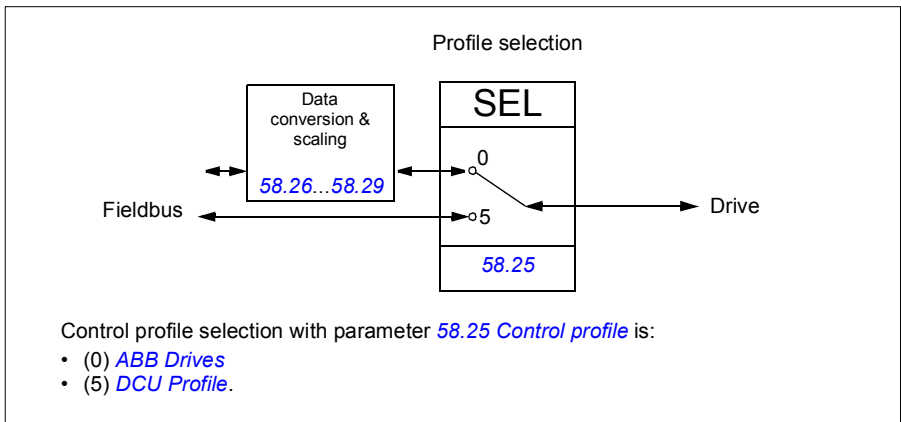 Profile selection
Data
conversion &
scaling
58.26...58.29
SEL
0
5
58.25
Fieldbus
Drive
Control profile selection with parameter 58.25 Control profile is:
• (0) ABB Drives
• (5) DCU Profile.